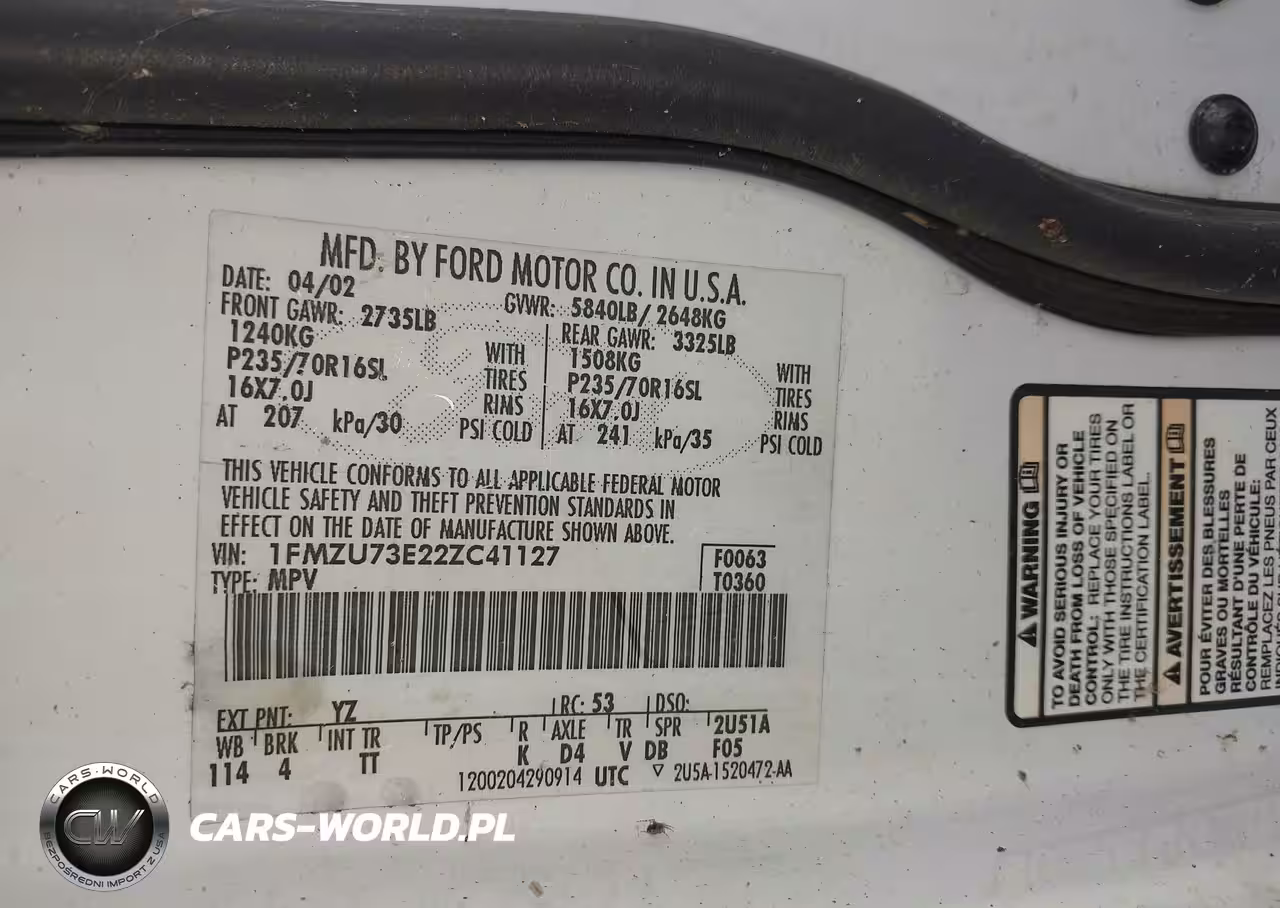 MFD. BY FORD MOTOR CO. IN U.S.A.
DATE: 04/02 GVWR: 5840LB/ 2648KG
FRONT GAWR: 2735LB REAR GAWR: 3325LB
1240KG WITH 1508KG WITH
P235/70R16SL TIRES P235/70R16SL TIRES
16X7.0J RIMS 16X7.0J RIMS
AT 207 kPa/30 PSI COLD AT 241 kPa/35 PSI COLD
THIS VEHICLE CONFORMS TO ALL APPLICABLE FEDERAL MOTOR
VEHICLE SAFETY AND THEFT PREVENTION STANDARDS IN
EFFECT ON THE DATE OF MANUFACTURE SHOWN ABOVE.
VIN: 1FMZU73E22ZC41127 F0063
TYPE: MPV T0360
EXT PNT: YZ RC: 53 DSO:
WB BRK INT TR TP/PS R AXLE TR SPR 2U51A
114 4 TT K D4 V DB F05
1200204290914 UTC ▽ 2U5A-1520472-AA
WARNING
TO AVOID SERIOUS INJURY OR
DEATH FROM LOSS OF VEHICLE
CONTROL: REPLACE YOUR TIRES
ONLY WITH THOSE SPECIFIED ON
THE TIRE INSTRUCTIONS LABEL OR
THE CERTIFICATION LABEL.
AVERTISSEMENT
POUR ÉVITER DES BLESSURES
GRAVES OU MORTELLES
RÉSULTANT D'UNE PERTE DE
CONTRÔLE DU VÉHICULE:
REMPLACEZ LES PNEUS PAR CEUX
CARS-WORLD
CW
BEZPOŚREDNI IMPORT Z USA
CARS-WORLD.PL